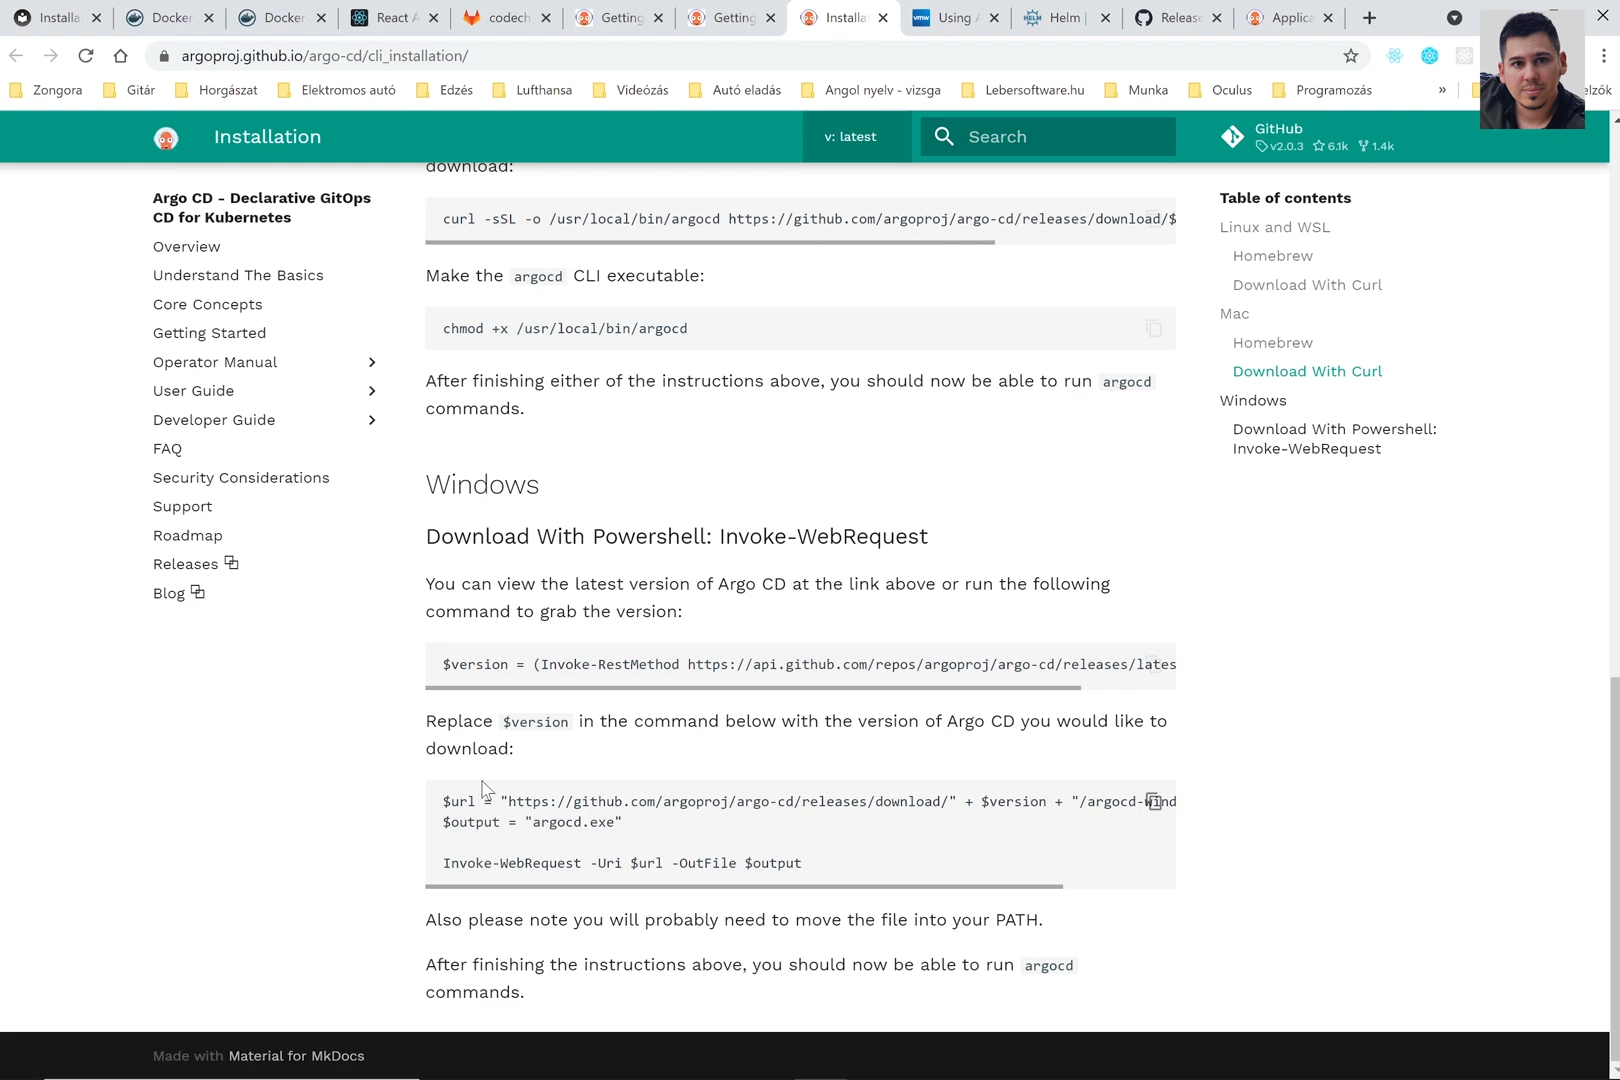 Installa
Docker
Docker
React A
codech
Getting
Getting
Installa
vmw
Using A
HELM
Helm |
Release
Applica
argoproj.github.io/argo-cd/cli_installation/
Zongora
Gitár
Horgászat
Elektromos autó
Edzés
Lufthansa
Videózás
Autó eladás
Angol nyelv - vizsga
Lebersoftware.hu
Munka
Oculus
Programozás
»
elzők
Installation
v: latest
Search
GitHub
v2.0.3 6.1k 1.4k
Argo CD - Declarative GitOps
CD for Kubernetes
Overview
Understand The Basics
Core Concepts
Getting Started
Operator Manual
User Guide
Developer Guide
FAQ
Security Considerations
Support
Roadmap
Releases
Blog
download:
curl -sSL -o /usr/local/bin/argocd https://github.com/argoproj/argo-cd/releases/download/$
Make the argocd CLI executable:
chmod +x /usr/local/bin/argocd
After finishing either of the instructions above, you should now be able to run argocd
commands.
Windows
Download With Powershell: Invoke-WebRequest
You can view the latest version of Argo CD at the link above or run the following
command to grab the version:
$version = (Invoke-RestMethod https://api.github.com/repos/argoproj/argo-cd/releases/lates
Replace $version in the command below with the version of Argo CD you would like to
download:
$url = "https://github.com/argoproj/argo-cd/releases/download/" + $version + "/argocd-wind
$output = "argocd.exe"
Invoke-WebRequest -Uri $url -OutFile $output
Also please note you will probably need to move the file into your PATH.
After finishing the instructions above, you should now be able to run argocd
commands.
Table of contents
Linux and WSL
Homebrew
Download With Curl
Mac
Homebrew
Download With Curl
Windows
Download With Powershell:
Invoke-WebRequest
Made with Material for MkDocs